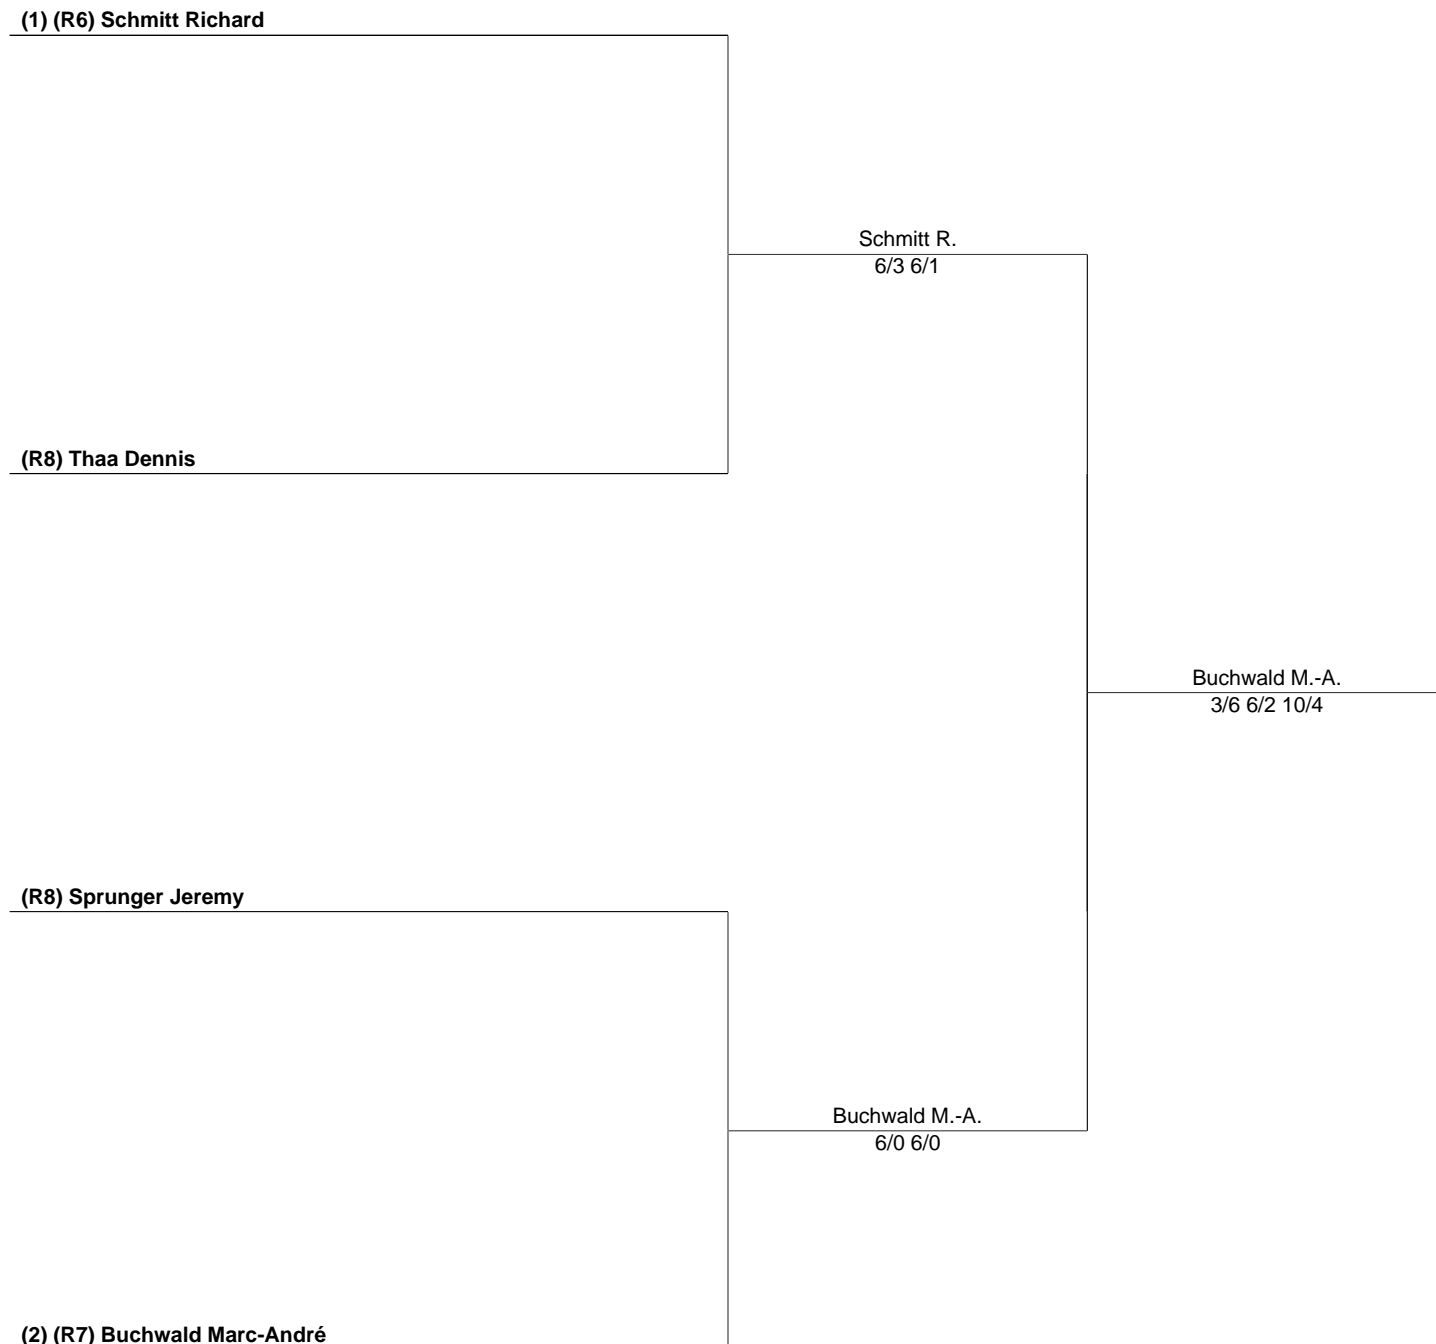 (1) (R6) Schmitt Richard
Schmitt R.
6/3 6/1
(R8) Thaa Dennis
Buchwald M.-A.
3/6 6/2 10/4
(R8) Sprunger Jeremy
Buchwald M.-A.
6/0 6/0
(2) (R7) Buchwald Marc-André